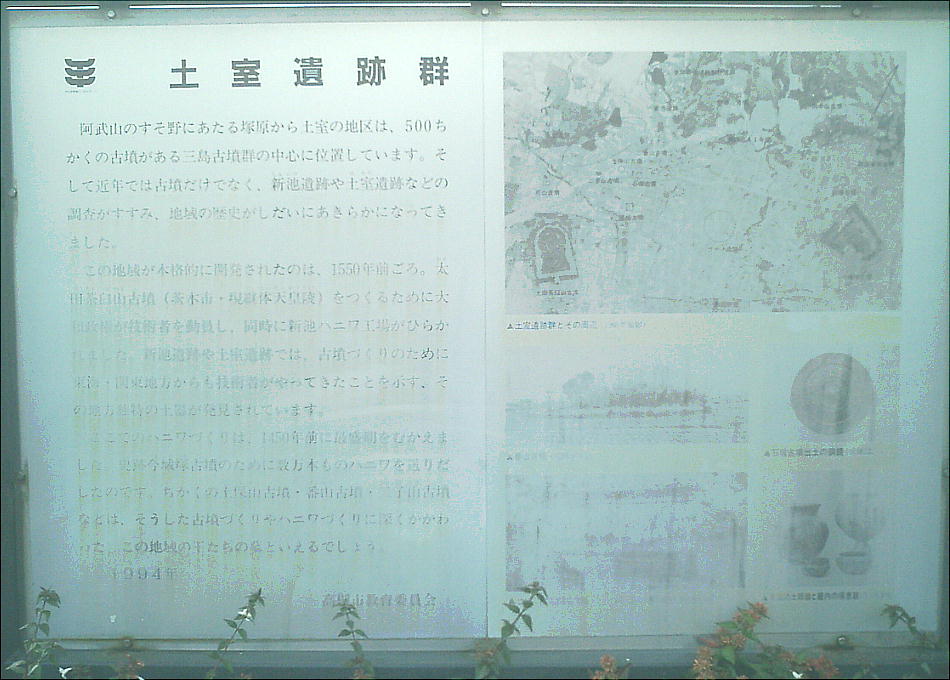 土室遺跡群
阿武山のすそ野にあたる塚原から土室の地区は、500ち
かくの古墳がある三島古墳群の中心に位置しています。そ
して近年では古墳だけでなく、新池遺跡や土室遺跡などの
調査がすすみ、地域の歴史がしだいにあきらかになってき
ました。
この地域が本格的に開発されたのは、1550年前ごろ。太
田茶臼山古墳（茨木市・現継体天皇陵）をつくるために大
和政権が技術者を動員し、同時に新池ハニワ工場がひらか
れました。新池遺跡や土室遺跡では、古墳づくりのために
東海・関東地方からも技術者がやってきたことを示す、そ
の地方独特の土器が発見されています。
ここでのハニワづくりは、1450年前に最盛期をむかえま
した。史跡今城塚古墳のために数万本ものハニワを送りだ
したのです。ちかくの土保山古墳・番山古墳・二子山古墳
などは、そうした古墳づくりやハニワづくりに深くかかわ
った、この地域の王たちの墓といえるでしょう。
1994年
高槻市教育委員会
▲土室遺跡群とその周辺
▲石塚古墳出土の銅鏡